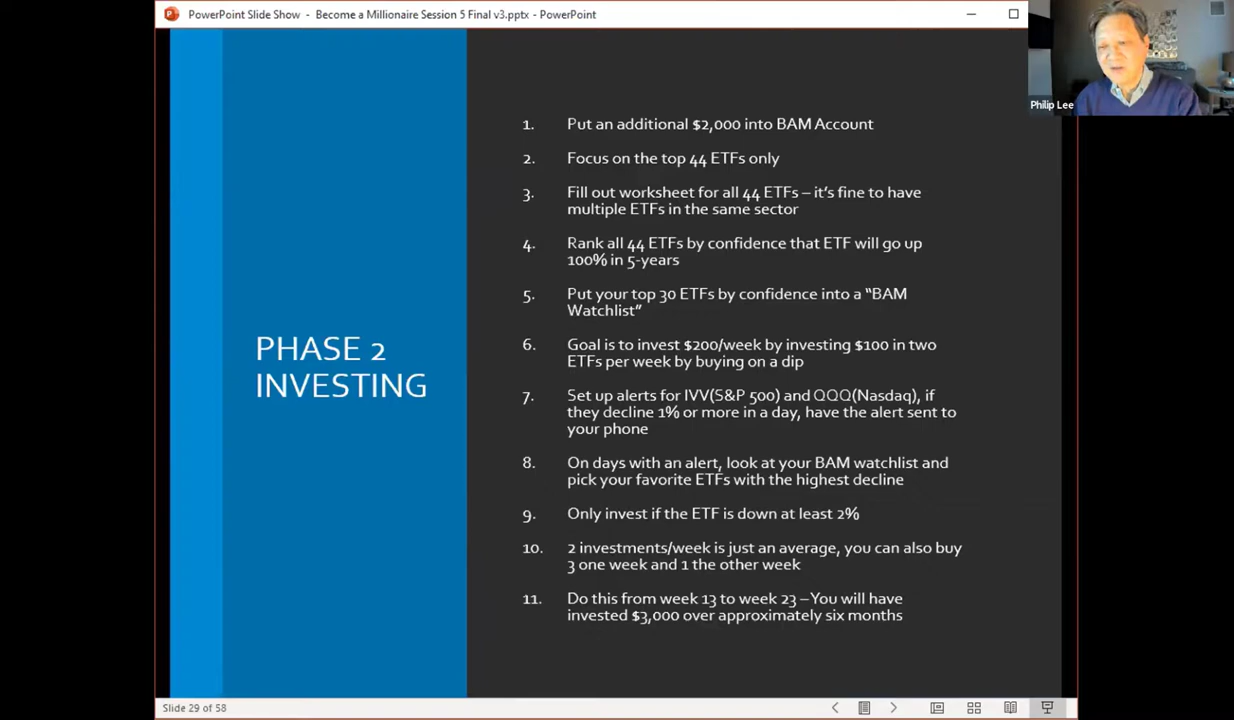 PowerPoint Slide Show - Become a Millionaire Session 5 Final v3.pptx - PowerPoint
Philip Lee
PHASE 2
INVESTING
1. Put an additional $2,000 into BAM Account
2. Focus on the top 44 ETFs only
3. Fill out worksheet for all 44 ETFs – it's fine to have
multiple ETFs in the same sector
4. Rank all 44 ETFs by confidence that ETF will go up
100% in 5-years
5. Put your top 30 ETFs by confidence into a “BAM
Watchlist”
6. Goal is to invest $200/week by investing $100 in two
ETFs per week by buying on a dip
7. Set up alerts for IVV(S&P 500) and QQQ(Nasdaq), if
they decline 1% or more in a day, have the alert sent to
your phone
8. On days with an alert, look at your BAM watchlist and
pick your favorite ETFs with the highest decline
9. Only invest if the ETF is down at least 2%
10. 2 investments/week is just an average, you can also buy
3 one week and 1 the other week
11. Do this from week 13 to week 23 –You will have
invested $3,000 over approximately six months
Slide 29 of 58